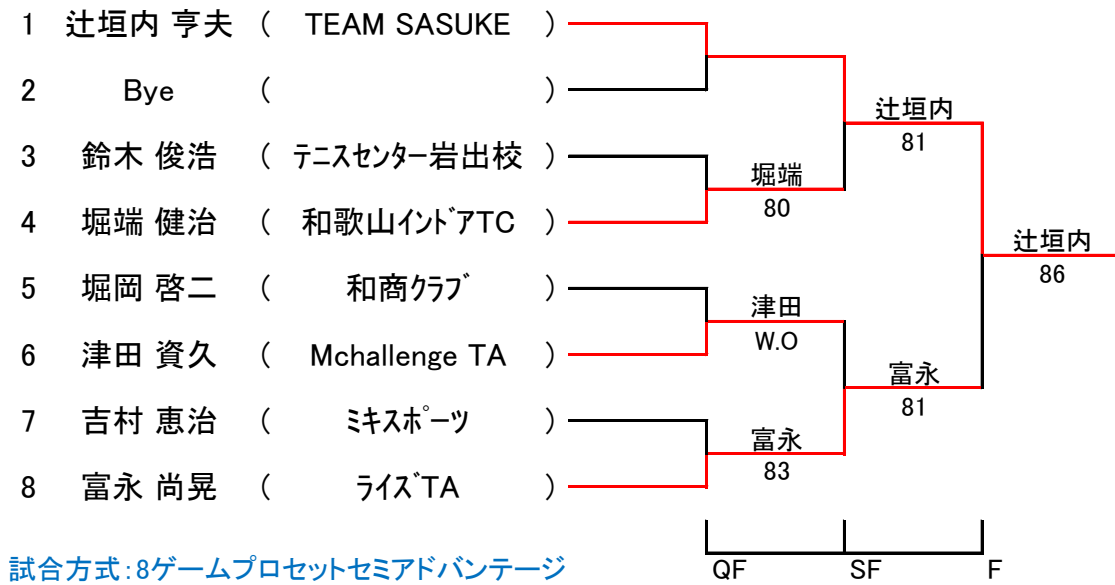 1 辻垣内 亨夫 ( TEAM SASUKE )
2 Bye ( )
3 鈴木 俊浩 ( ﾃﾆｽｾﾝﾀｰ岩出校 )
4 堀端 健治 ( 和歌山ｲﾝﾄﾞｱTC )
5 堀岡 啓二 ( 和商ｸﾗﾌﾞ )
6 津田 資久 ( Mchallenge TA )
7 吉村 恵治 ( ﾐｷｽﾎﾟｰﾂ )
8 富永 尚晃 ( ﾗｲｽﾞTA )
堀端
80
津田
W.O
富永
83
辻垣内
81
富永
81
辻垣内
86
試合方式:8ゲームプロセットセミアドバンテージ
QF SF F